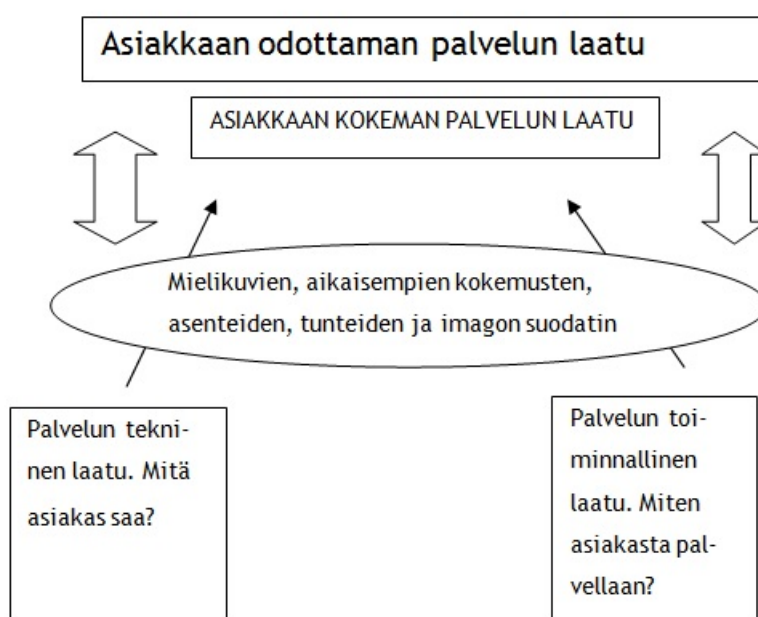 Asiakkaan odottaman palvelun laatu
ASIAKKAAN KOKEMAN PALVELUN LAATU
Mielikuvien, aikaisempien kokemusten,
asenteiden, tunteiden ja imagon suodatin
Palvelun tekni-
nen laatu. Mitä
asiakas saa?
Palvelun toi-
minnallinen
laatu. Miten
asiakasta pal-
vellaan?